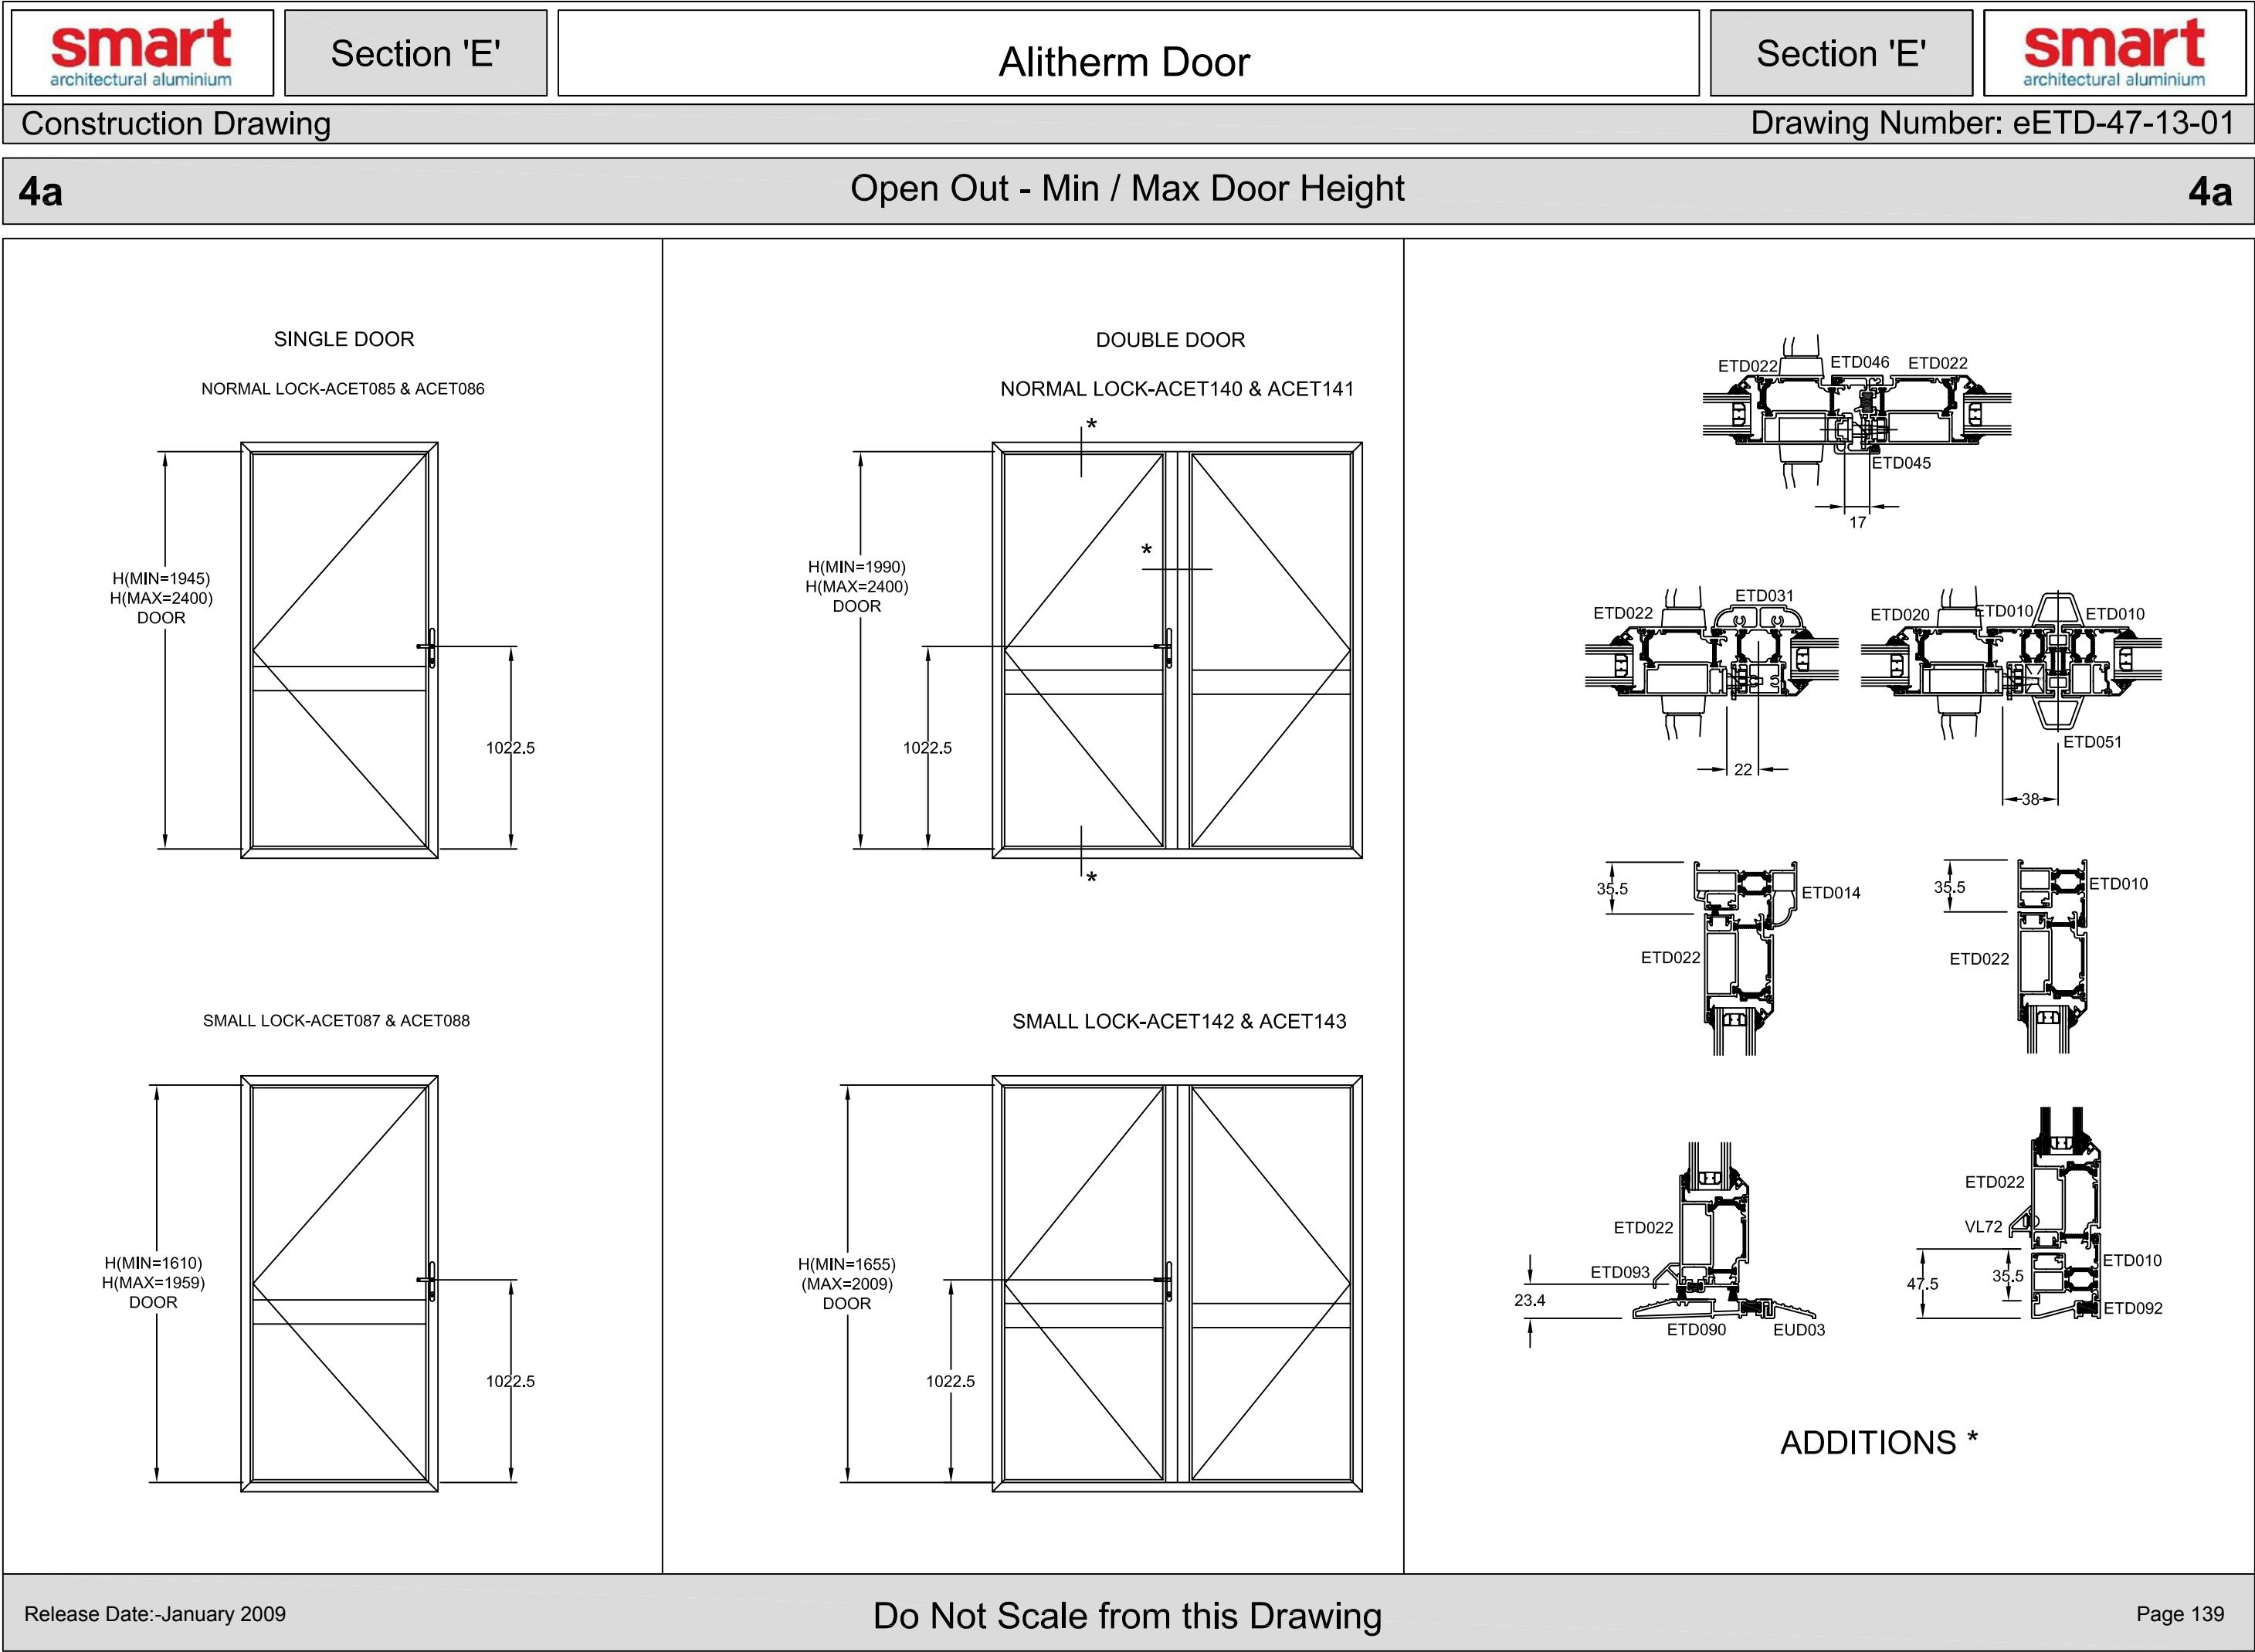 smart
architectural aluminium
Section 'E'
Alitherm Door
Section 'E'
smart
architectural aluminium
Construction Drawing
Drawing Number: eETD-47-13-01
4a
Open Out - Min / Max Door Height
4a
SINGLE DOOR
NORMAL LOCK-ACET085 & ACET086
H(MIN=1945)
H(MAX=2400)
DOOR
1022.5
SMALL LOCK-ACET087 & ACET088
H(MIN=1610)
H(MAX=1959)
DOOR
1022.5
DOUBLE DOOR
NORMAL LOCK-ACET140 & ACET141
*
*
H(MIN=1990)
H(MAX=2400)
DOOR
1022.5
*
SMALL LOCK-ACET142 & ACET143
H(MIN=1655)
(MAX=2009)
DOOR
1022.5
ETD022
ETD046
ETD022
ETD045
17
ETD022
ETD031
22
ETD020
ETD010
ETD010
ETD051
38
35.5
ETD014
ETD022
35.5
ETD010
ETD022
ETD022
ETD093
23.4
ETD090
EUD03
ETD022
VL72
ETD010
47.5
35.5
ETD092
ADDITIONS *
Release Date:-January 2009
Do Not Scale from this Drawing
Page 139